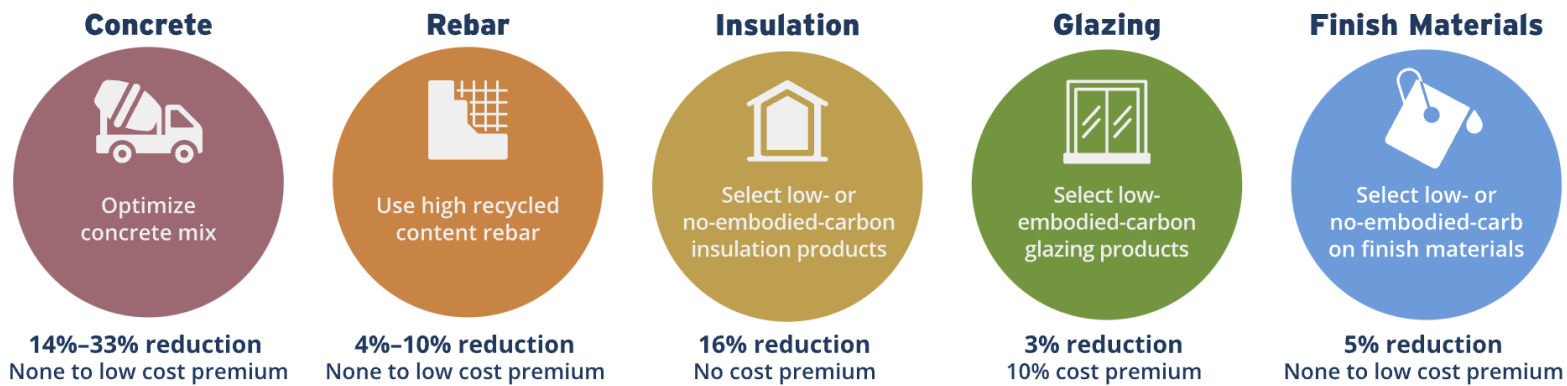 Concrete
Optimize
concrete mix
14%–33% reduction
None to low cost premium
Rebar
Use high recycled
content rebar
4%–10% reduction
None to low cost premium
Insulation
Select low- or
no-embodied-carbon
insulation products
16% reduction
No cost premium
Glazing
Select low-
embodied-carbon
glazing products
3% reduction
10% cost premium
Finish Materials
Select low- or
no-embodied-carb
on finish materials
5% reduction
None to low cost premium